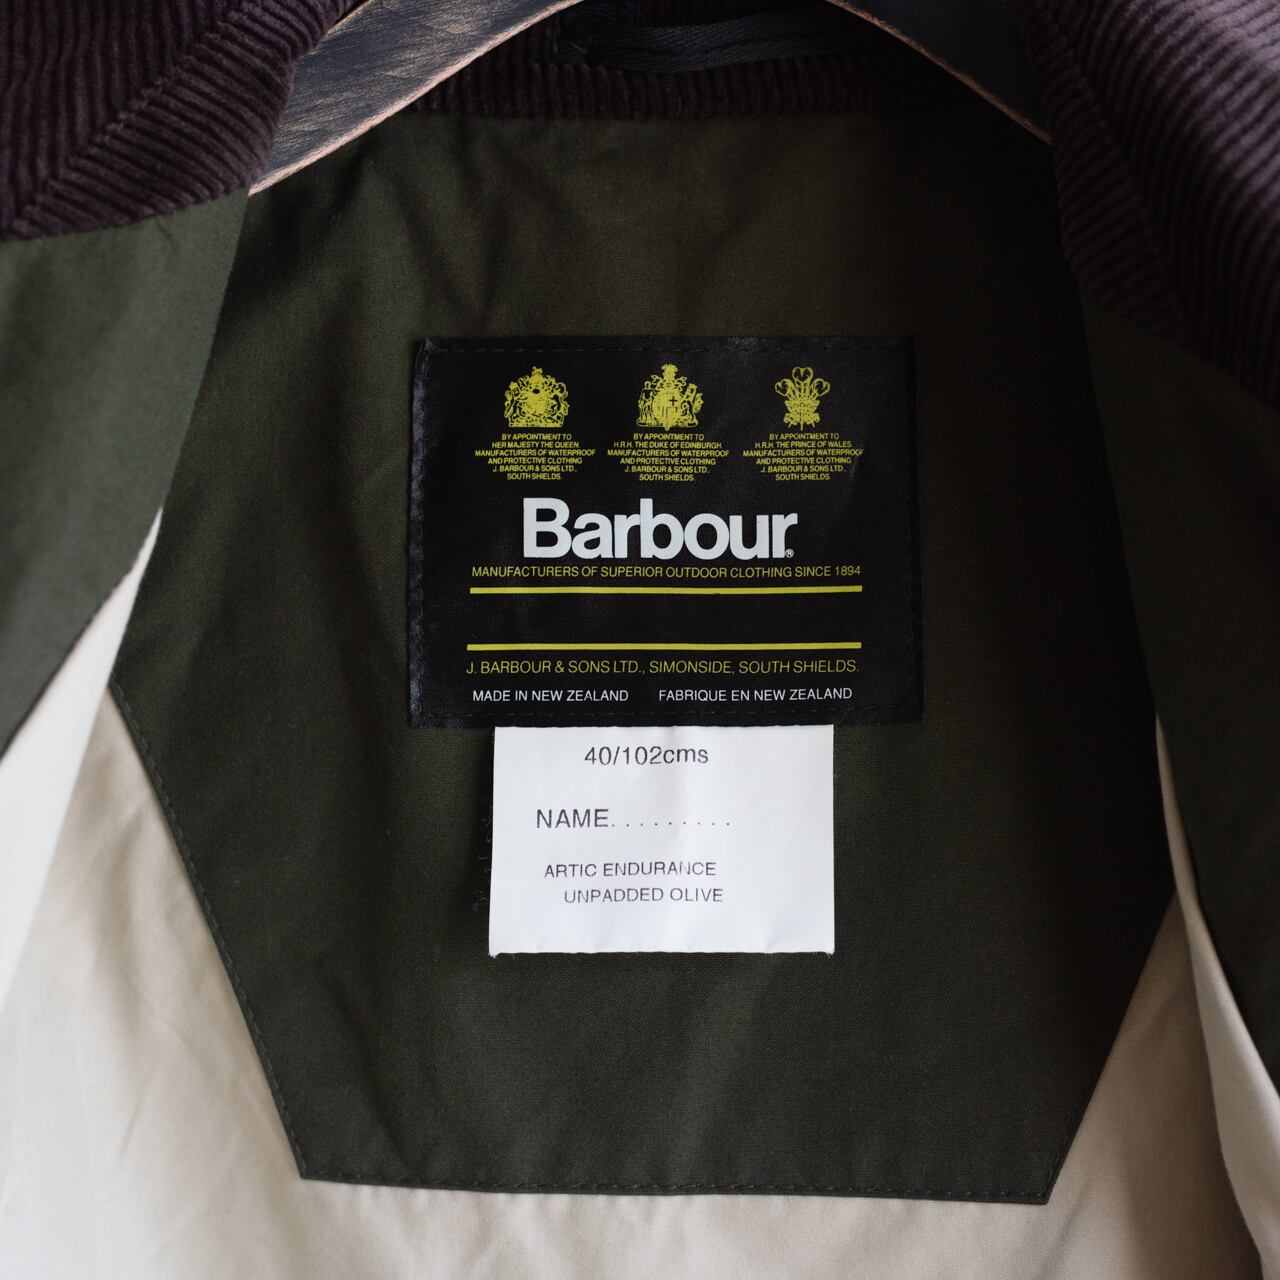 BY APPOINTMENT TO
HER MAJESTY THE QUEEN.
MANUFACTURERS OF WATERPROOF
AND PROTECTIVE CLOTHING
J. BARBOUR & SONS LTD.,
SOUTH SHIELDS.
BY APPOINTMENT TO
H.R.H. THE DUKE OF EDINBURGH.
MANUFACTURERS OF WATERPROOF
AND PROTECTIVE CLOTHING
J. BARBOUR & SONS LTD.,
SOUTH SHIELDS.
BY APPOINTMENT TO
H.R.H. THE PRINCE OF WALES.
MANUFACTURERS OF WATERPROOF
AND PROTECTIVE CLOTHING
J. BARBOUR & SONS LTD.,
SOUTH SHIELDS.
Barbour®
MANUFACTURERS OF SUPERIOR OUTDOOR CLOTHING SINCE 1894
J. BARBOUR & SONS LTD., SIMONSIDE, SOUTH SHIELDS.
MADE IN NEW ZEALAND FABRIQUE EN NEW ZEALAND
40/102cms
NAME.........
ARTIC ENDURANCE
UNPADDED OLIVE